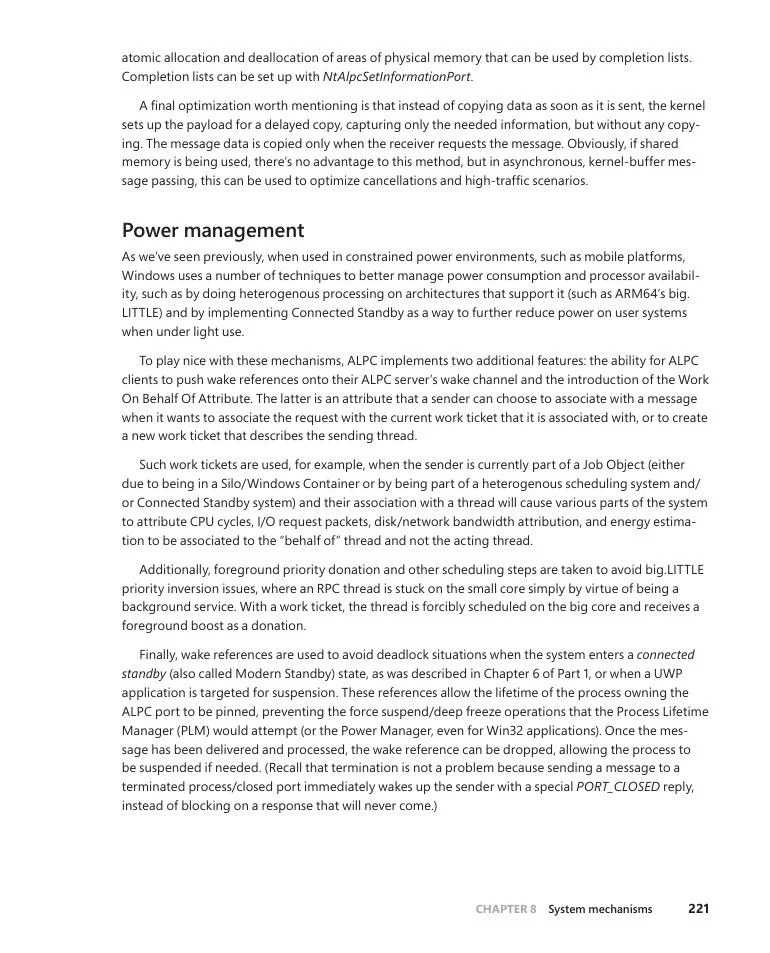 atomic allocation and deallocation of areas of physical memory that can be used by completion lists.
Completion lists can be set up with NtAlpcSetInformationPort.
A final optimization worth mentioning is that instead of copying data as soon as it is sent, the kernel
sets up the payload for a delayed copy, capturing only the needed information, but without any copy-
ing. The message data is copied only when the receiver requests the message. Obviously, if shared
memory is being used, there’s no advantage to this method, but in asynchronous, kernel-buffer mes-
sage passing, this can be used to optimize cancellations and high-traffic scenarios.
Power management
As we’ve seen previously, when used in constrained power environments, such as mobile platforms,
Windows uses a number of techniques to better manage power consumption and processor availabil-
ity, such as by doing heterogenous processing on architectures that support it (such as ARM64’s big.
LITTLE) and by implementing Connected Standby as a way to further reduce power on user systems
when under light use.
To play nice with these mechanisms, ALPC implements two additional features: the ability for ALPC
clients to push wake references onto their ALPC server’s wake channel and the introduction of the Work
On Behalf Of Attribute. The latter is an attribute that a sender can choose to associate with a message
when it wants to associate the request with the current work ticket that it is associated with, or to create
a new work ticket that describes the sending thread.
Such work tickets are used, for example, when the sender is currently part of a Job Object (either
due to being in a Silo/Windows Container or by being part of a heterogenous scheduling system and/
or Connected Standby system) and their association with a thread will cause various parts of the system
to attribute CPU cycles, I/O request packets, disk/network bandwidth attribution, and energy estima-
tion to be associated to the “behalf of” thread and not the acting thread.
Additionally, foreground priority donation and other scheduling steps are taken to avoid big.LITTLE
priority inversion issues, where an RPC thread is stuck on the small core simply by virtue of being a
background service. With a work ticket, the thread is forcibly scheduled on the big core and receives a
foreground boost as a donation.
Finally, wake references are used to avoid deadlock situations when the system enters a connected
standby (also called Modern Standby) state, as was described in Chapter 6 of Part 1, or when a UWP
application is targeted for suspension. These references allow the lifetime of the process owning the
ALPC port to be pinned, preventing the force suspend/deep freeze operations that the Process Lifetime
Manager (PLM) would attempt (or the Power Manager, even for Win32 applications). Once the mes-
sage has been delivered and processed, the wake reference can be dropped, allowing the process to
be suspended if needed. (Recall that termination is not a problem because sending a message to a
terminated process/closed port immediately wakes up the sender with a special PORT_CLOSED reply,
instead of blocking on a response that will never come.)
CHAPTER 8 System mechanisms 221